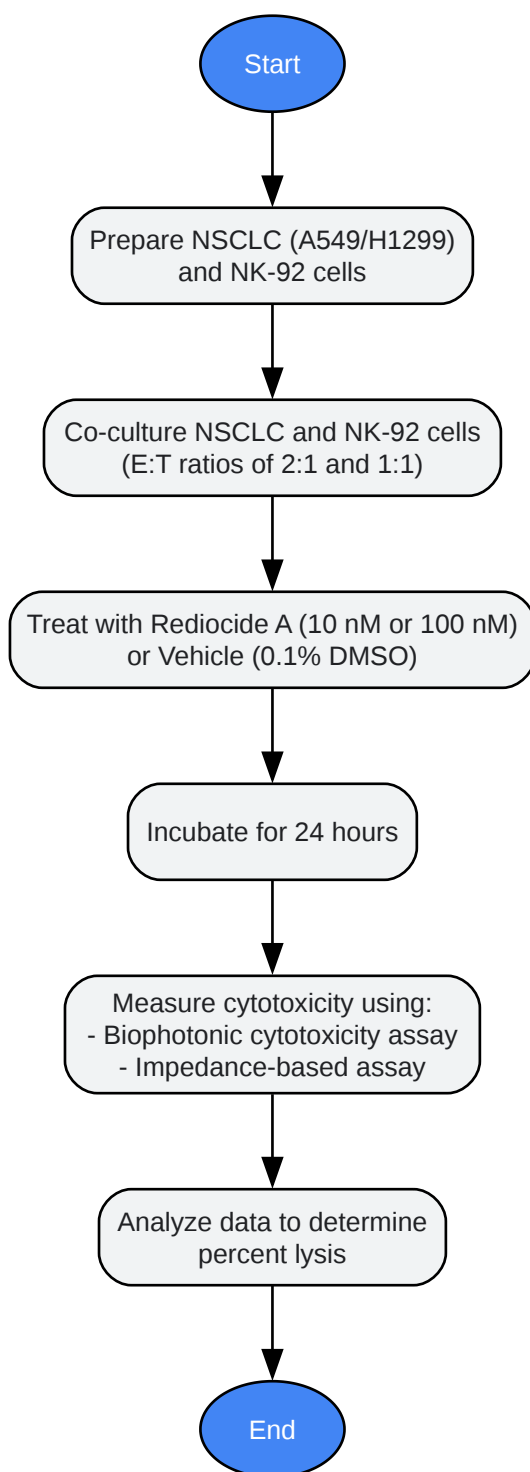 Start
Prepare NSCLC (A549/H1299)
and NK-92 cells
Co-culture NSCLC and NK-92 cells
(E:T ratios of 2:1 and 1:1)
Treat with Rediocide A (10 nM or 100 nM)
or Vehicle (0.1% DMSO)
Incubate for 24 hours
Measure cytotoxicity using:
- Biophotonic cytotoxicity assay
- Impedance-based assay
Analyze data to determine
percent lysis
End